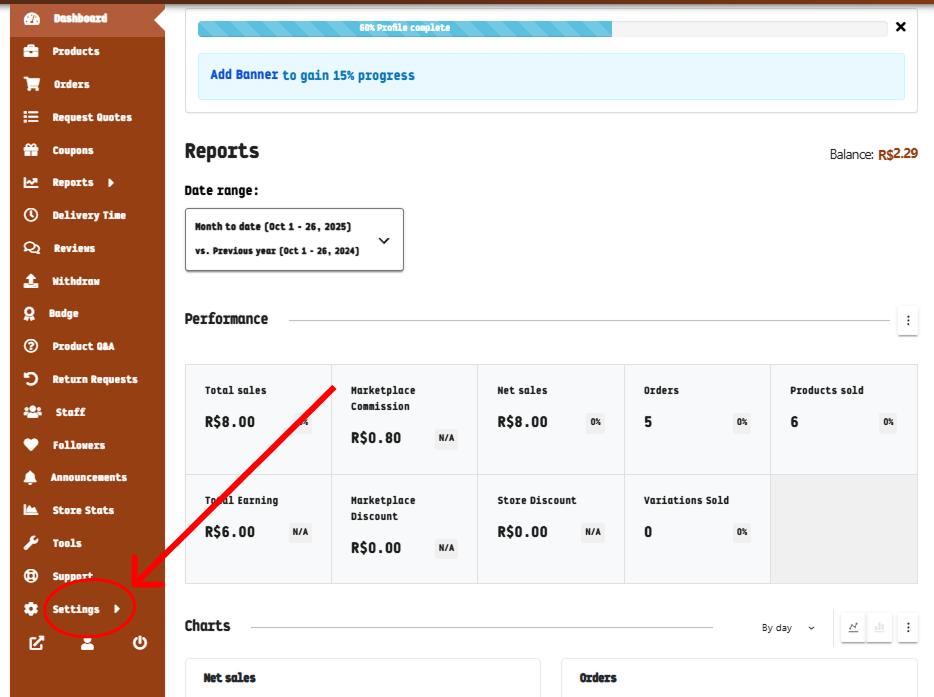 Dashboard
Products
Orders
Request Quotes
Coupons
Reports
Delivery Time
Reviews
Withdraw
Badge
Product Q&A
Return Requests
Staff
Followers
Announcements
Store Stats
Tools
Support
Settings
60% Profile complete
Add Banner to gain 15% progress
Reports
Balance: R$2.29
Date range:
Month to date (Oct 1 - 26, 2025)
vs. Previous year (Oct 1 - 26, 2024)
Performance
Total sales
R$8.00
Marketplace
Commission
R$0.80 N/A
Net sales
R$8.00 0%
Orders
5 0%
Products sold
6 0%
Total Earning
R$6.00 N/A
Marketplace
Discount
R$0.00 N/A
Store Discount
R$0.00 N/A
Variations Sold
0 0%
Charts
By day
Net sales
Orders